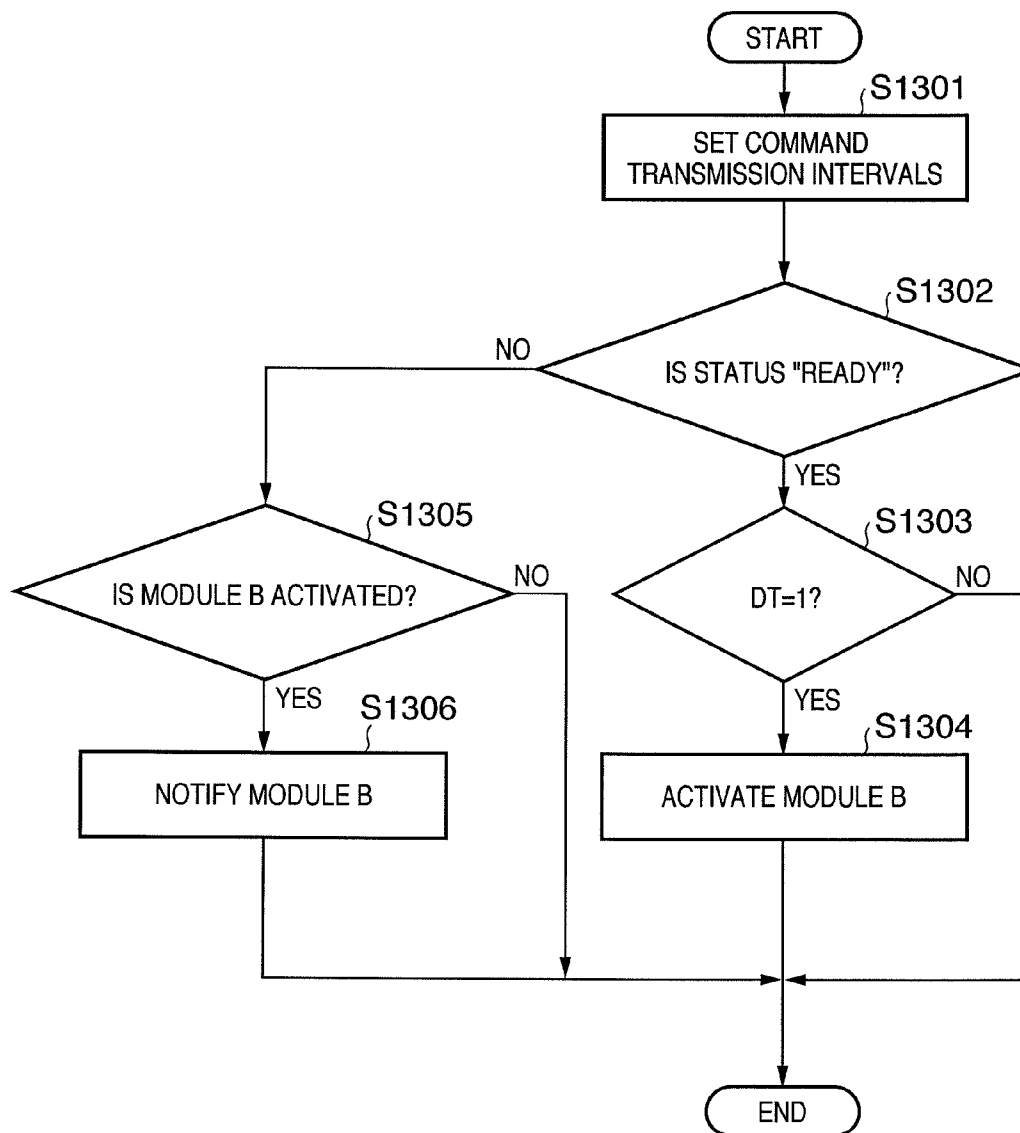 START
S1301
SET COMMAND
TRANSMISSION INTERVALS
S1302
NO
IS STATUS "READY"?
YES
S1305
S1303
IS MODULE B ACTIVATED?
NO
DT=1?
NO
YES
YES
S1306
S1304
NOTIFY MODULE B
ACTIVATE MODULE B
END